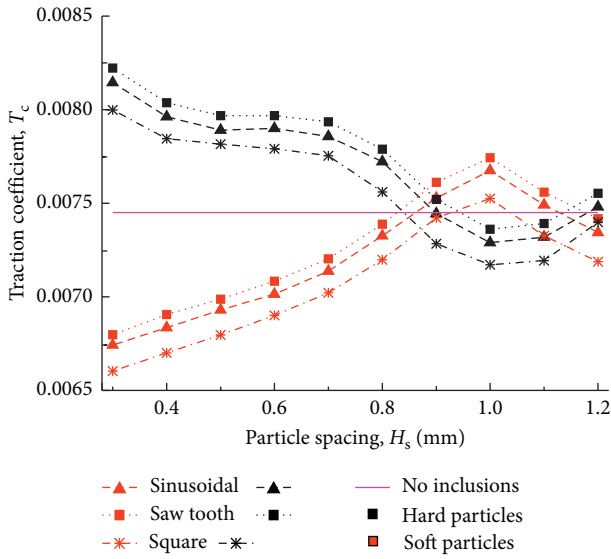 0.0085
0.0080
0.0075
0.0070
0.0065
Traction coefficient, Tc
0.4 0.6 0.8 1.0 1.2
Particle spacing, Hs (mm)
Sinusoidal
Saw tooth
Square
No inclusions
Hard particles
Soft particles